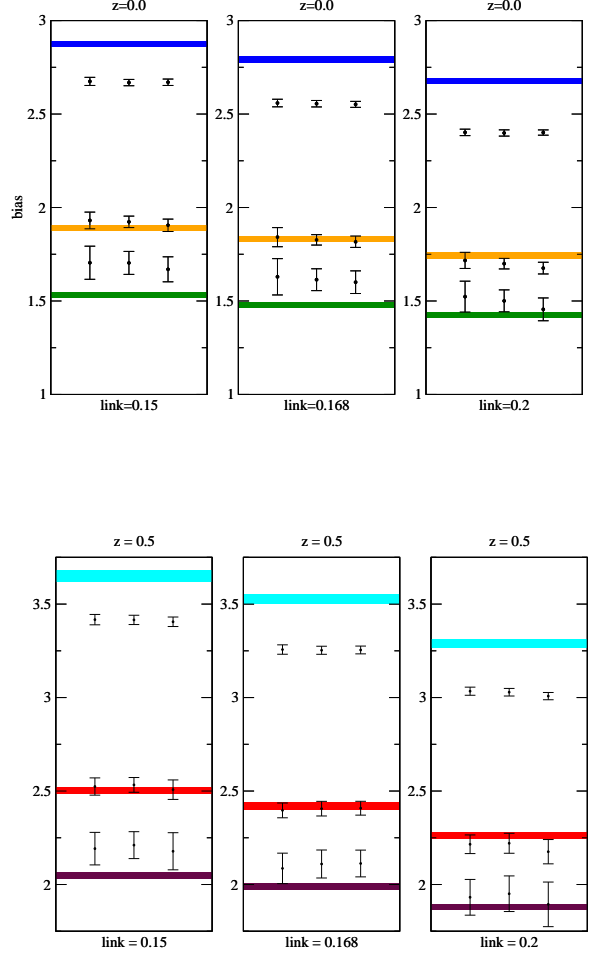 z=0.0 z=0.0 z=0.0
3 3 3
2.5 2.5 2.5
bias
2 2 2
1.5 1.5 1.5
1 1 1
link=0.15 link=0.168 link=0.2
z = 0.5 z = 0.5 z = 0.5
3.5 3.5 3.5
3 3 3
2.5 2.5 2.5
2 2 2
link = 0.15 link = 0.168 link = 0.2